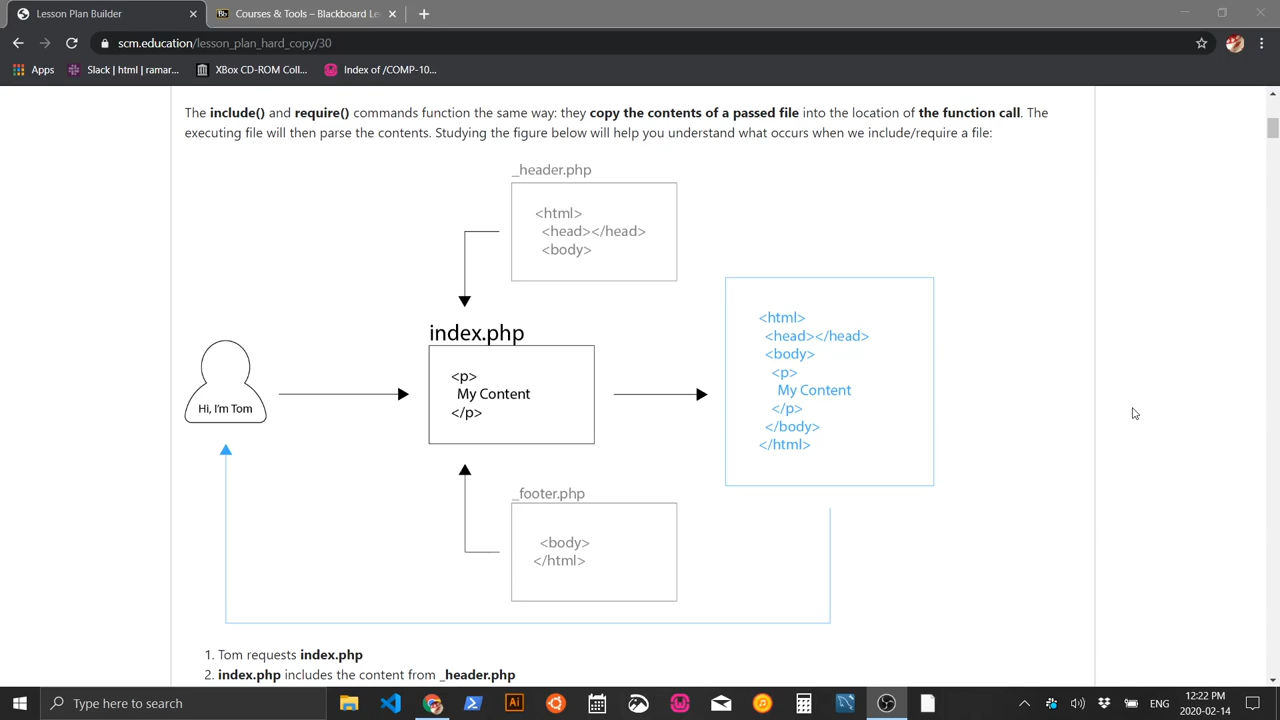 Lesson Plan Builder
Courses & Tools – Blackboard Le
scm.education/lesson_plan_hard_copy/30
Apps
Slack | html | ramar...
XBox CD-ROM Coll...
Index of /COMP-10...
The include() and require() commands function the same way: they copy the contents of a passed file into the location of the function call. The
executing file will then parse the contents. Studying the figure below will help you understand what occurs when we include/require a file:
_header.php
<html>
<head></head>
<body>
index.php
<p>
My Content
</p>
Hi, I'm Tom
<html>
<head></head>
<body>
<p>
My Content
</p>
</body>
</html>
_footer.php
<body>
</html>
1. Tom requests index.php
2. index.php includes the content from _header.php
Type here to search
Ai
ENG
12:22 PM
2020-02-14